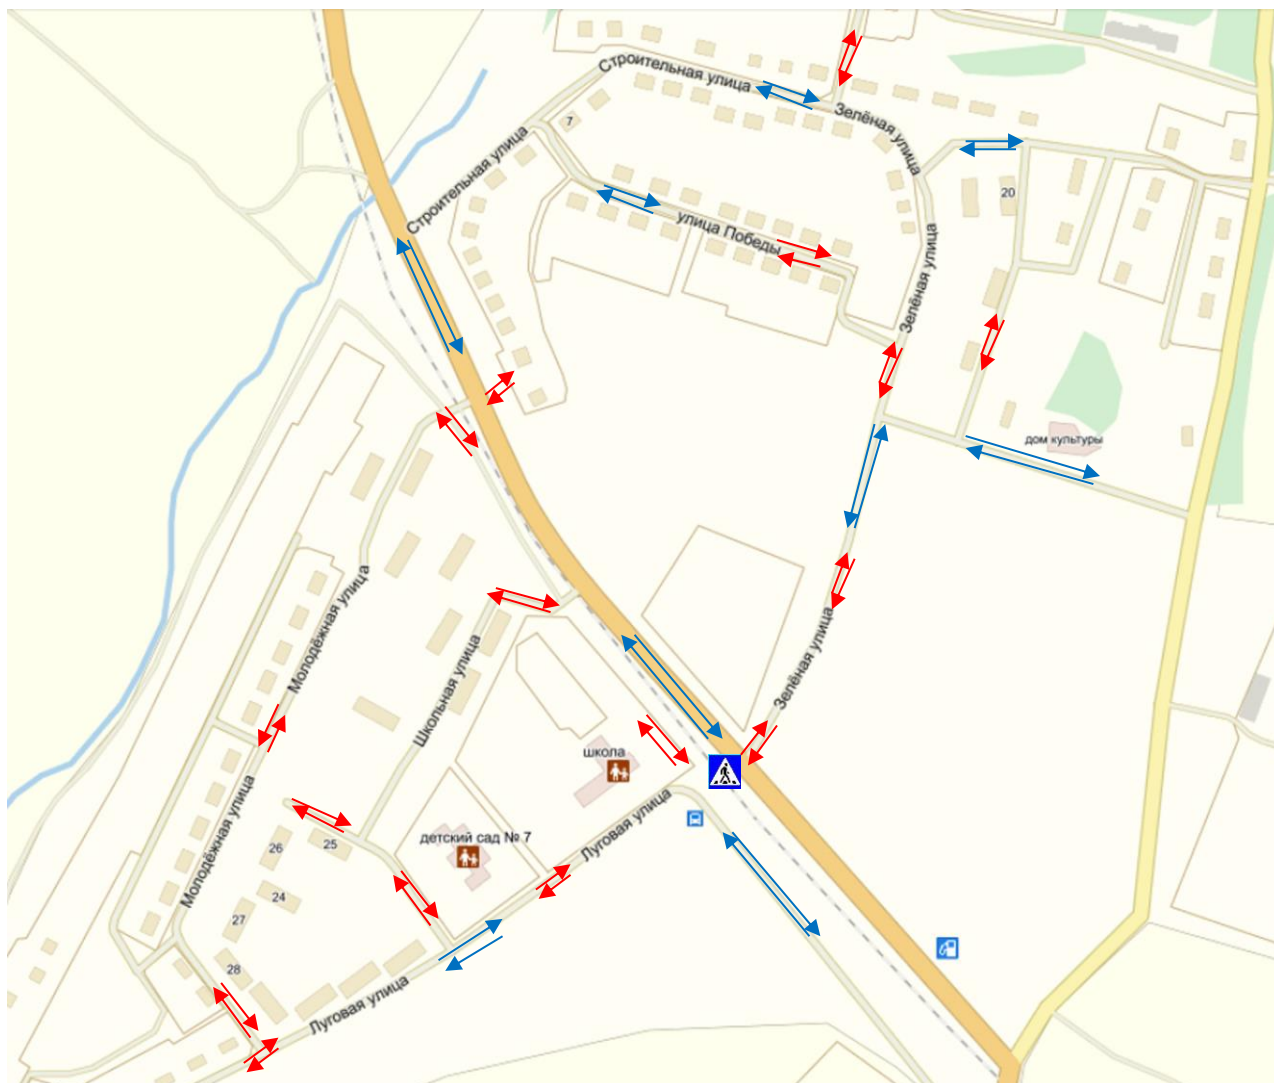 Строительная улица
Зелёная улица
7
Строительная улица
20
улица Победы
Зелёная улица
дом культуры
Молодёжная улица
Зелёная улица
Школьная улица
школа
Молодёжная улица
Луговая улица
детский сад № 7
25
26
24
27
28
Луговая улица